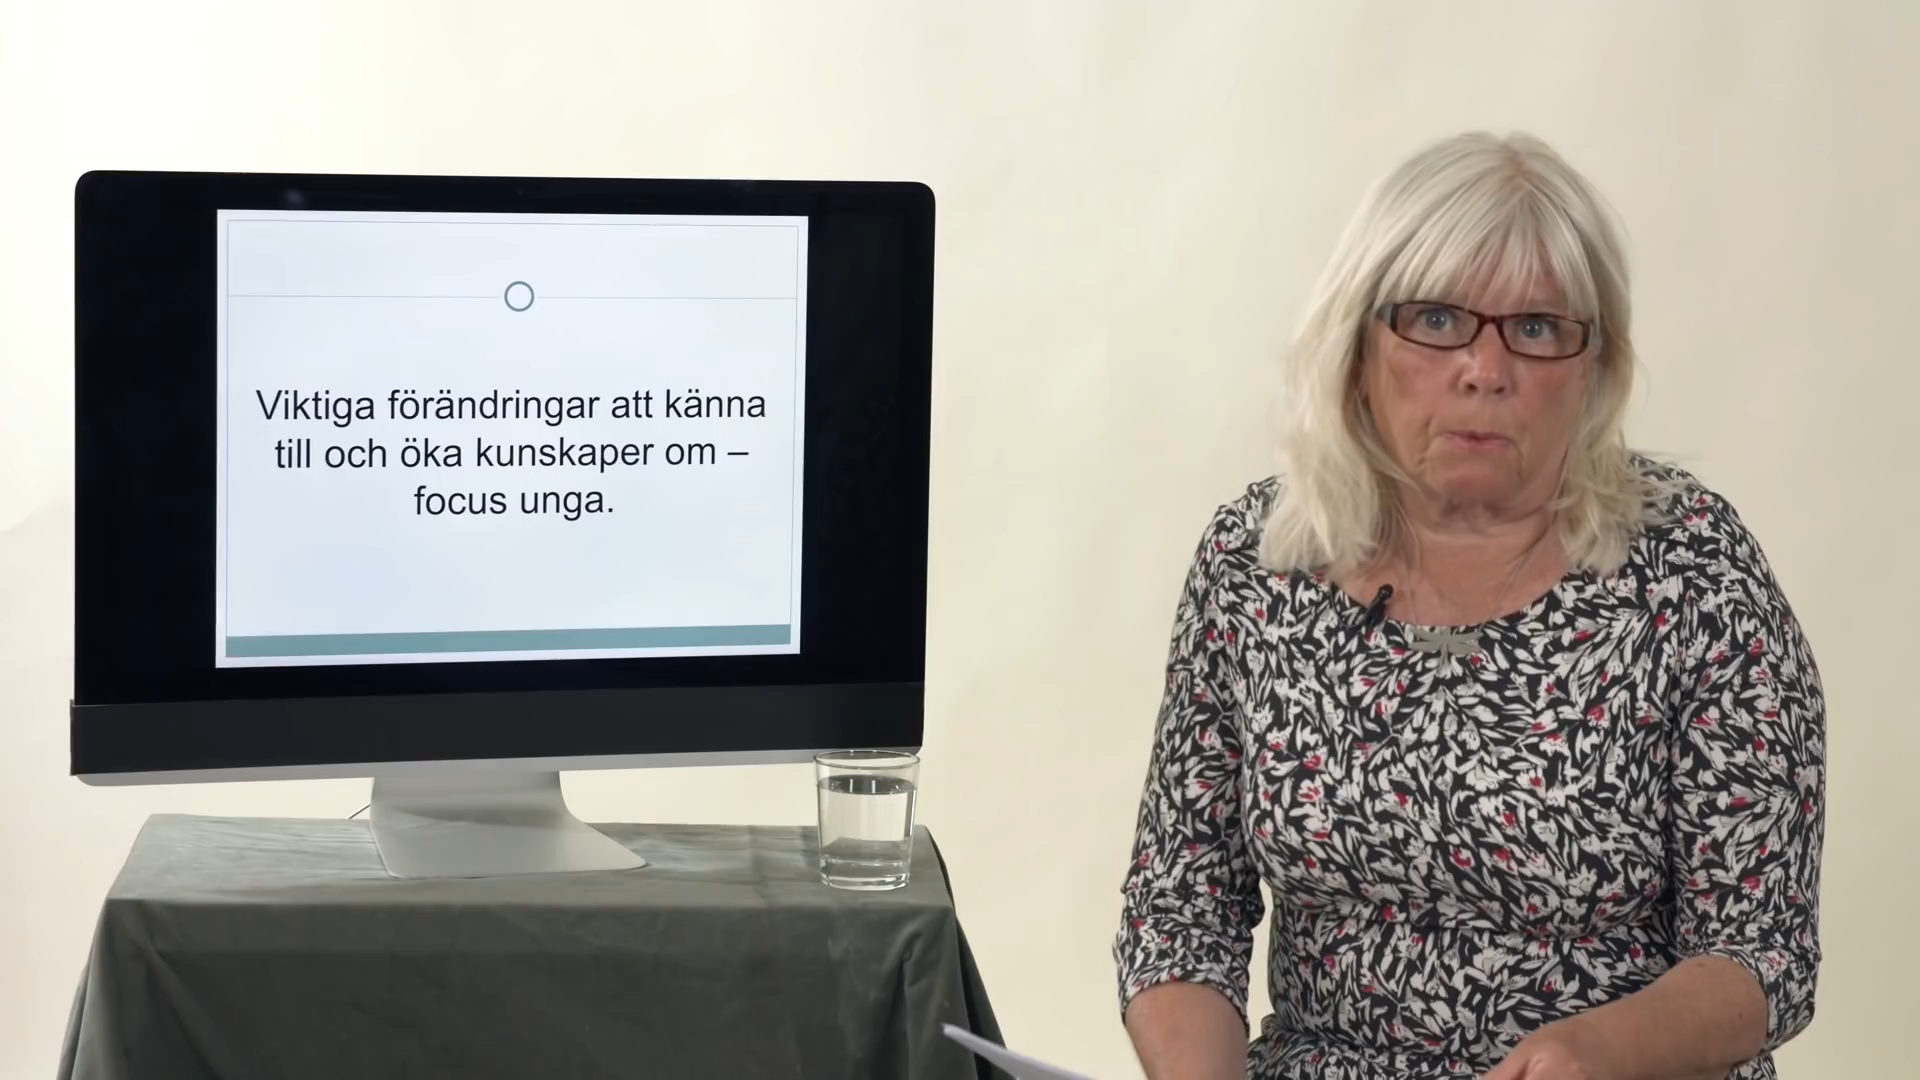 Viktiga förändringar att känna
till och öka kunskaper om –
focus unga.